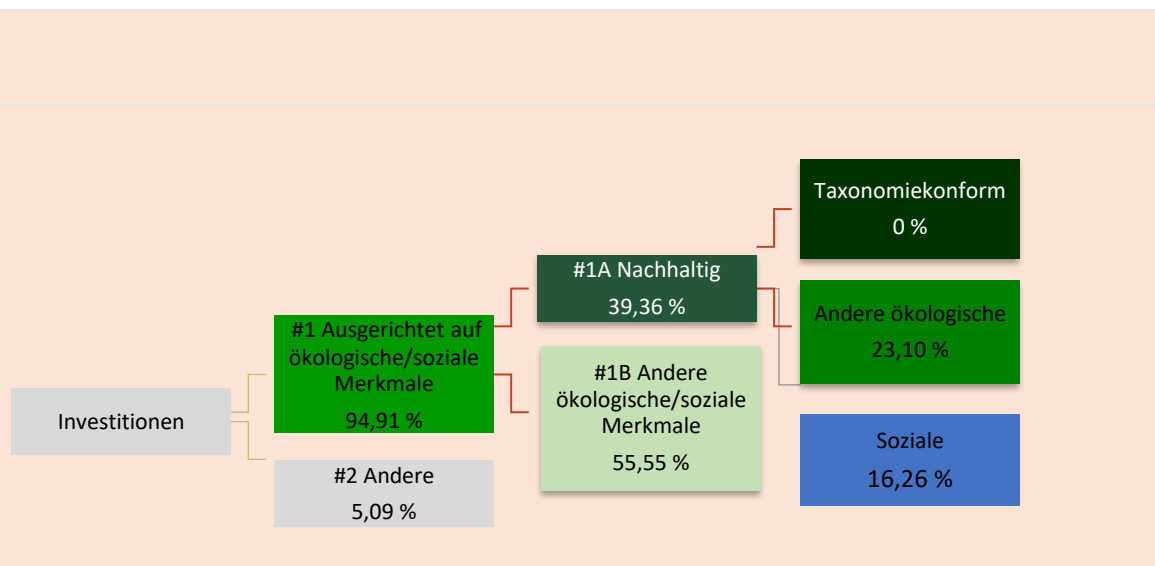 Investitionen
#1 Ausgerichtet auf
ökologische/soziale
Merkmale
94,91 %
#2 Andere
5,09 %
#1A Nachhaltig
39,36 %
#1B Andere
ökologische/soziale
Merkmale
55,55 %
Taxonomiekonform
0 %
Andere ökologische
23,10 %
Soziale
16,26 %